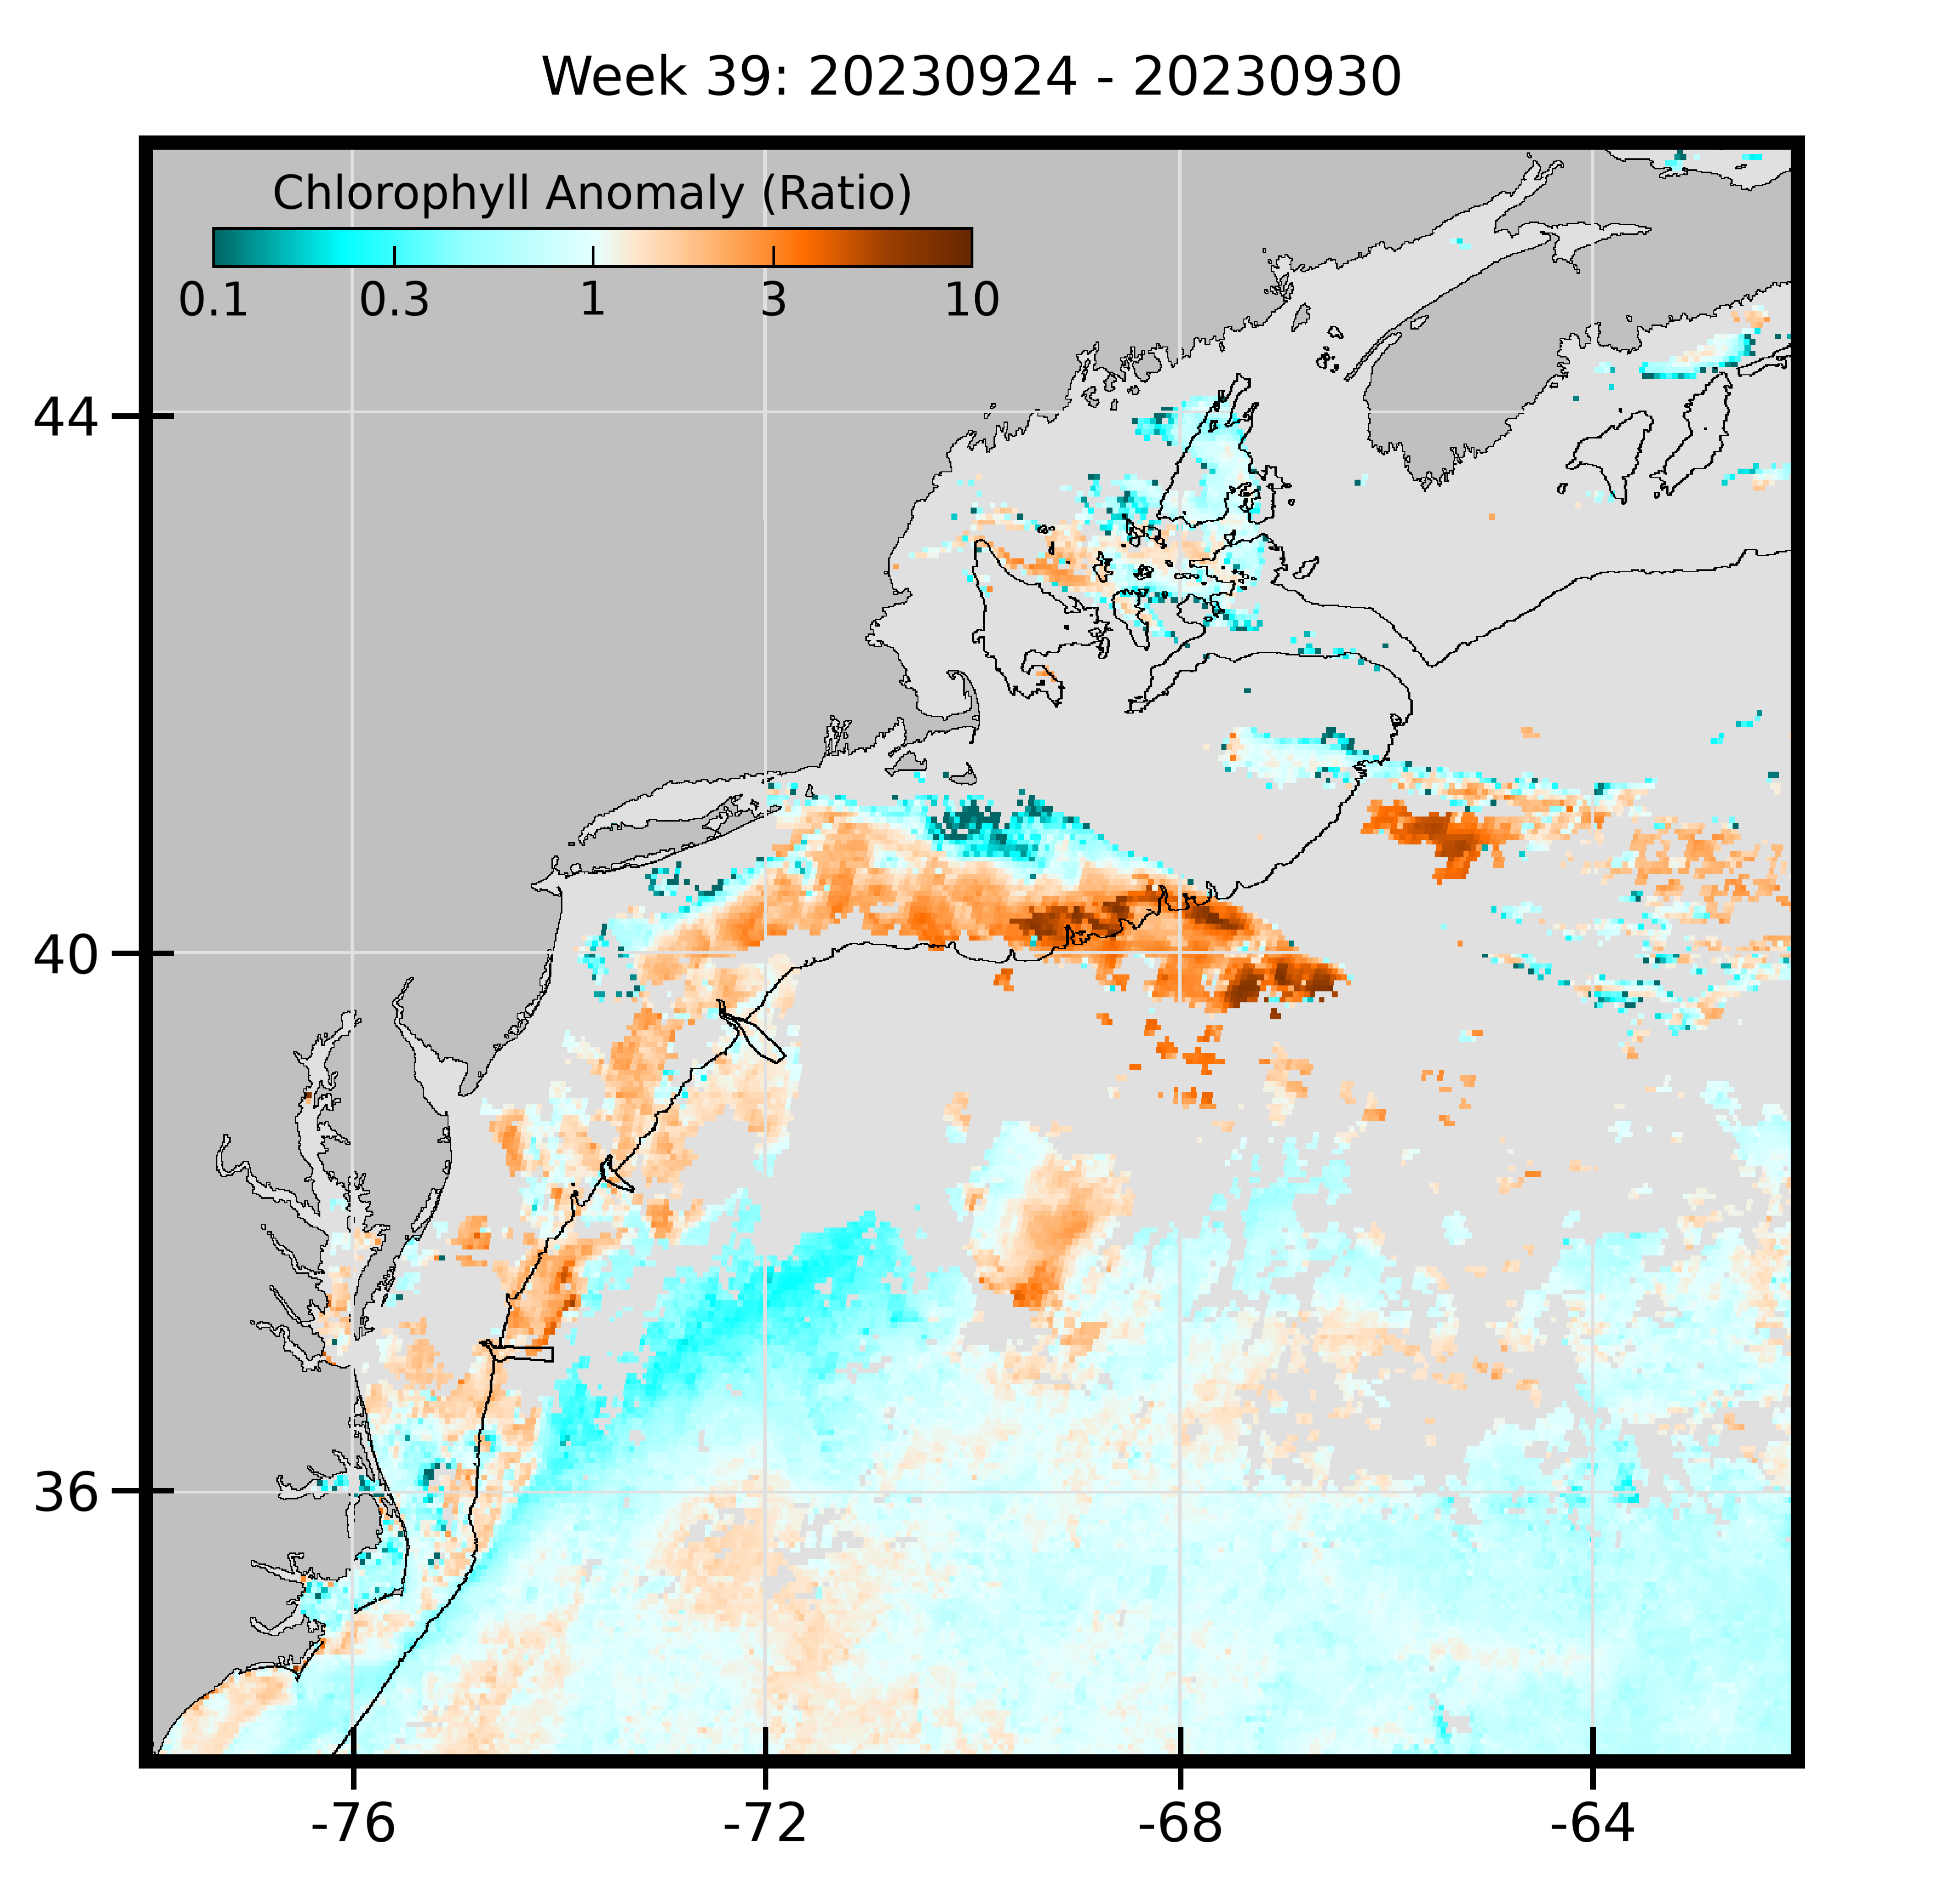 Week 39: 20230924 - 20230930
Chlorophyll Anomaly (Ratio)
0.1 0.3 1 3 10
44
40
36
-76 -72 -68 -64